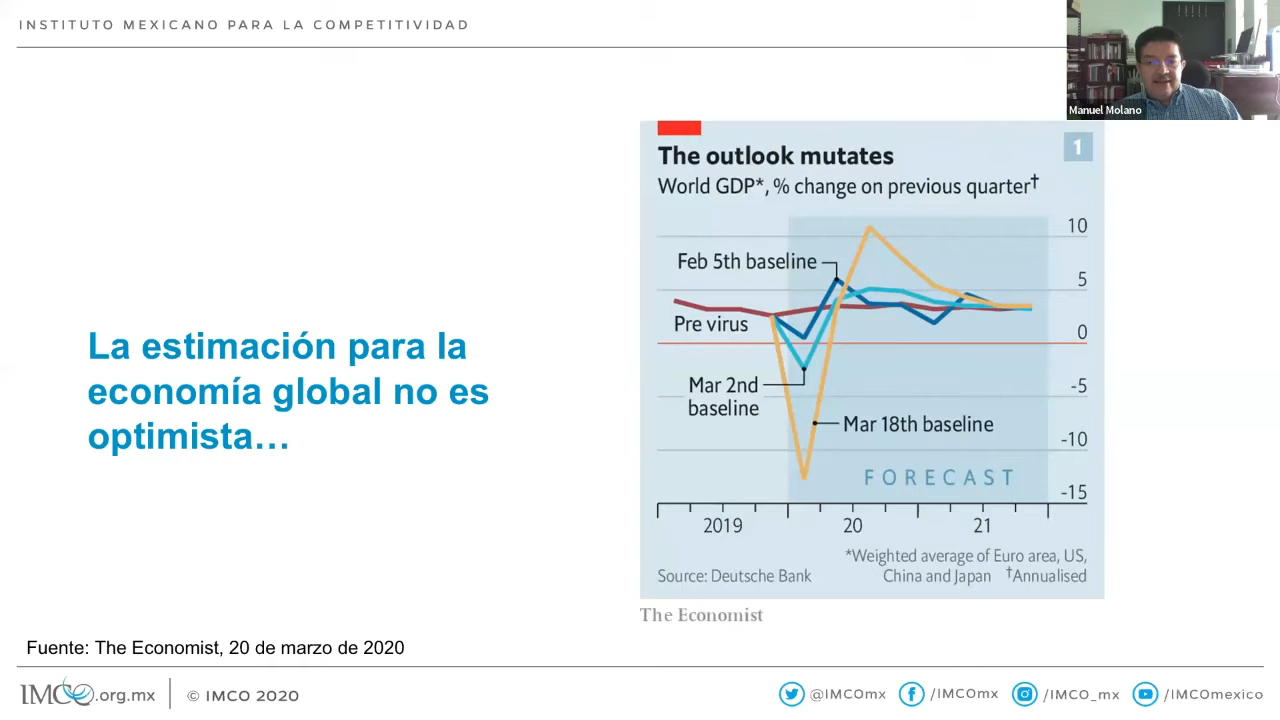 INSTITUTO MEXICANO PARA LA COMPETITIVIDAD
Manuel Molano
The outlook mutates
1
World GDP*, % change on previous quarter†
10
Feb 5th baseline
5
Pre virus
0
Mar 2nd
baseline
-5
Mar 18th baseline
-10
FORECAST
-15
2019
20
21
*Weighted average of Euro area, US,
Source: Deutsche Bank
China and Japan †Annualised
The Economist
La estimación para la
economía global no es
optimista…
Fuente: The Economist, 20 de marzo de 2020
IMCO.org.mx
© IMCO 2020
@IMCOmx
/IMCOmx
/IMCO_mx
/IMCOmexico